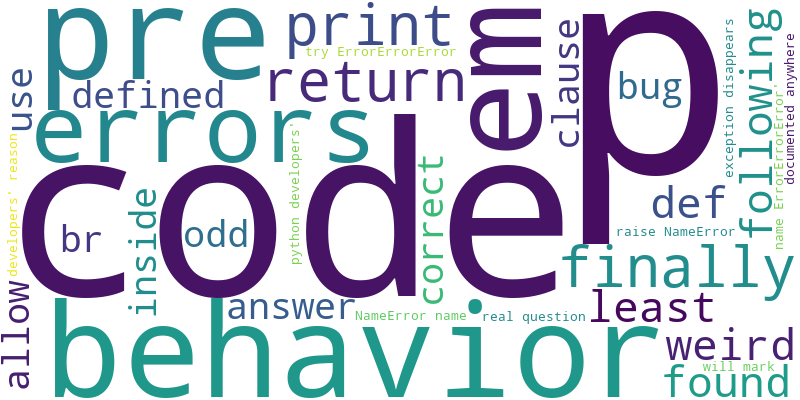 pre
print
try ErrorErrorError
em
p
clause
bug
exception disappears
following
documented anywhere
use
defined
return
errors
code
developers' reason
br
inside
odd
python developers'
correct
def
raise NameError
name ErrorErrorError'
finally
allow
answer
NameError name
real question
least
behavior
weird
will mark
found